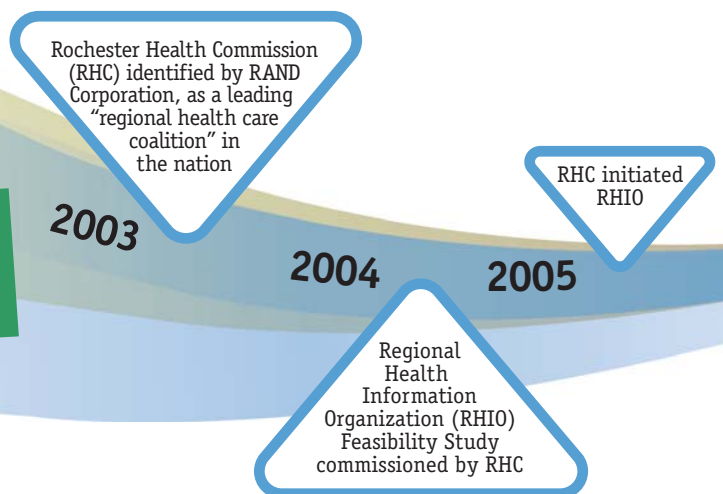 Rochester Health Commission
(RHC) identified by RAND
Corporation, as a leading
“regional health care
coalition” in
the nation
2003
2004
Regional
Health
Information
Organization (RHIO)
Feasibility Study
commissioned by RHC
2005
RHC initiated
RHIO